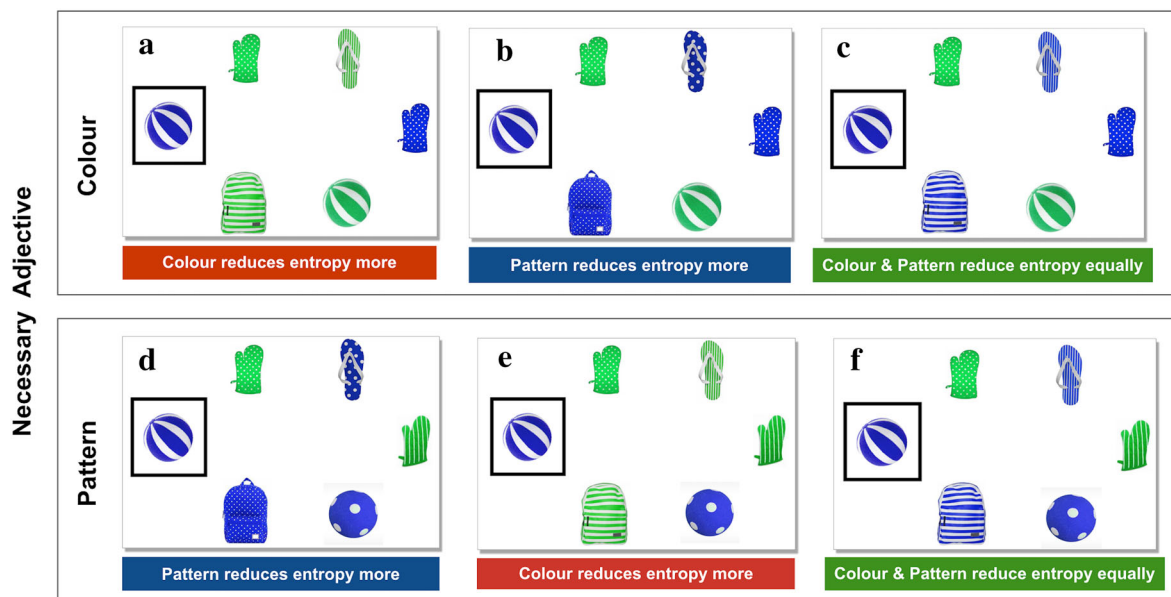 Necessary Adjective
Colour
a
b
c
Colour reduces entropy more
Pattern reduces entropy more
Colour & Pattern reduce entropy equally
Pattern
d
e
f
Pattern reduces entropy more
Colour reduces entropy more
Colour & Pattern reduce entropy equally